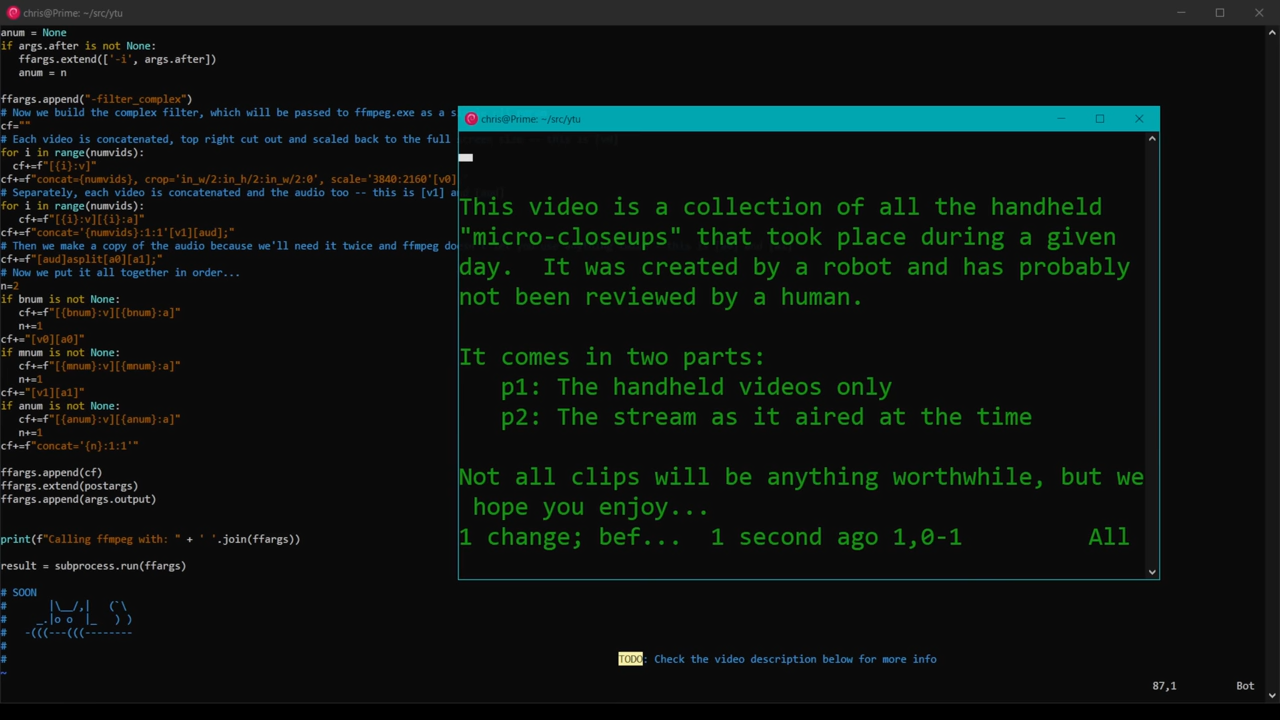 chris@Prime: ~/src/ytu
anum = None
if args.after is not None:
   ffargs.extend(['-i', args.after])
   anum = n
ffargs.append("-filter_complex")
# Now we build the complex filter, which will be passed to ffmpeg.exe as a s
cf=""
# Each video is concatenated, top right cut out and scaled back to the full
for i in range(numvids):
  cf+=f"[{i}:v]"
cf+=f"concat={numvids}, crop='in_w/2:in_h/2:in_w/2:0', scale='3840:2160'[v0]
# Separately, each video is concatenated and the audio too -- this is [v1] a
for i in range(numvids):
   cf+=f"[{i}:v][{i}:a]"
cf+=f"concat='{numvids}:1:1'[v1][aud];"
# Then we make a copy of the audio because we'll need it twice and ffmpeg do
cf+=f"[aud]asplit[a0][a1];"
# Now we put it all together in order...
n=2
if bnum is not None:
   cf+=f"[{bnum}:v][{bnum}:a]"
   n+=1
cf+="[v0][a0]"
if mnum is not None:
   cf+=f"[{mnum}:v][{mnum}:a]"
   n+=1
cf+="[v1][a1]"
if anum is not None:
   cf+=f"[{anum}:v][{anum}:a]"
   n+=1
cf+=f"concat='{n}:1:1'"
ffargs.append(cf)
ffargs.extend(postargs)
ffargs.append(args.output)
print(f"Calling ffmpeg with: " + ' '.join(ffargs))
result = subprocess.run(ffargs)
# SOON
#      |\__/,|   (`\
#    _.|o o  |_   ) )
#   -(((---(((--------
#
#
~
TODO: Check the video description below for more info
87,1 Bot
chris@Prime: ~/src/ytu
This video is a collection of all the handheld
"micro-closeups" that took place during a given
day.  It was created by a robot and has probably
not been reviewed by a human.
It comes in two parts:
   p1: The handheld videos only
   p2: The stream as it aired at the time
Not all clips will be anything worthwhile, but we
 hope you enjoy...
1 change; bef...  1 second ago 1,0-1 All